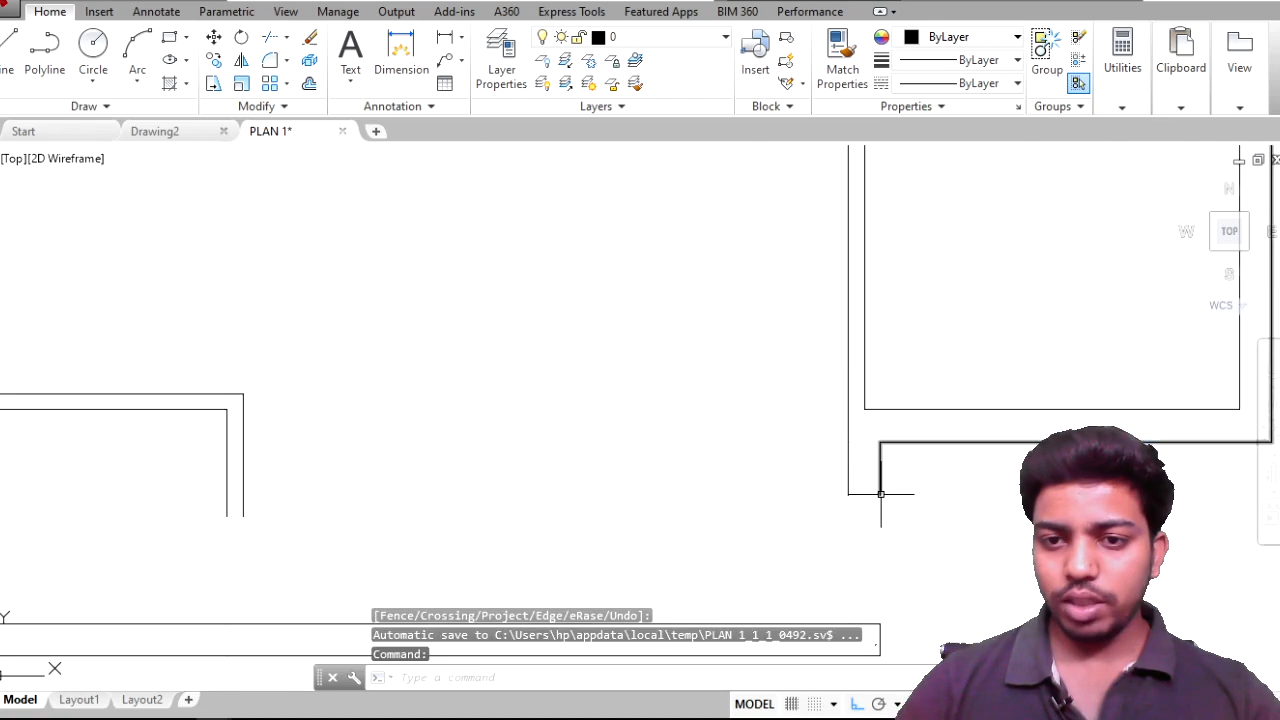 Home Insert Annotate Parametric View Manage Output Add-ins A360 Express Tools Featured Apps BIM 360 Performance
Polyline Circle Arc Text Dimension Layer Properties 0 Insert Match Properties ByLayer Group Utilities Clipboard View
ByLayer
ByLayer
Draw Modify Annotation Layers Block Properties Groups
Start Drawing2 PLAN 1*
[Top][2D Wireframe]
N
W TOP E
S
WCS
[Fence/Crossing/Project/Edge/eRase/Undo]:
Automatic save to C:\Users\hp\appdata\local\temp\PLAN 1_1_1_0492.sv$ ...
Command:
Y
X
Type a command
Model Layout1 Layout2 MODEL